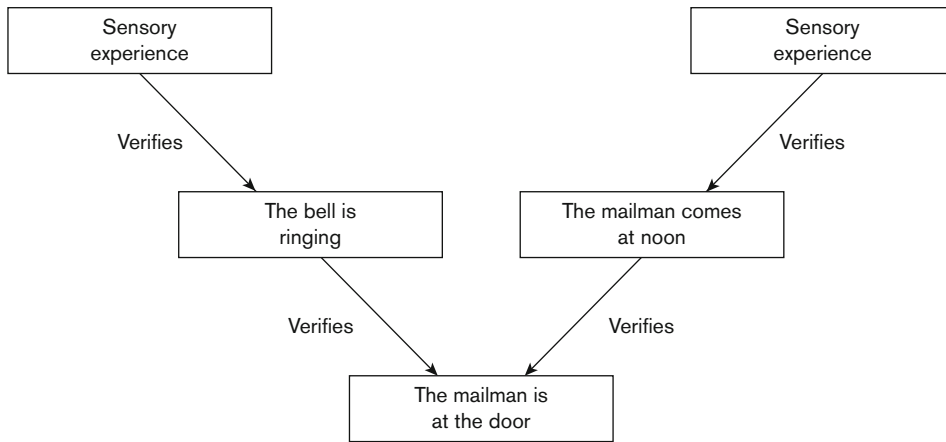 Sensory
experience
Sensory
experience
Verifies
Verifies
The bell is
ringing
The mailman comes
at noon
Verifies
Verifies
The mailman is
at the door